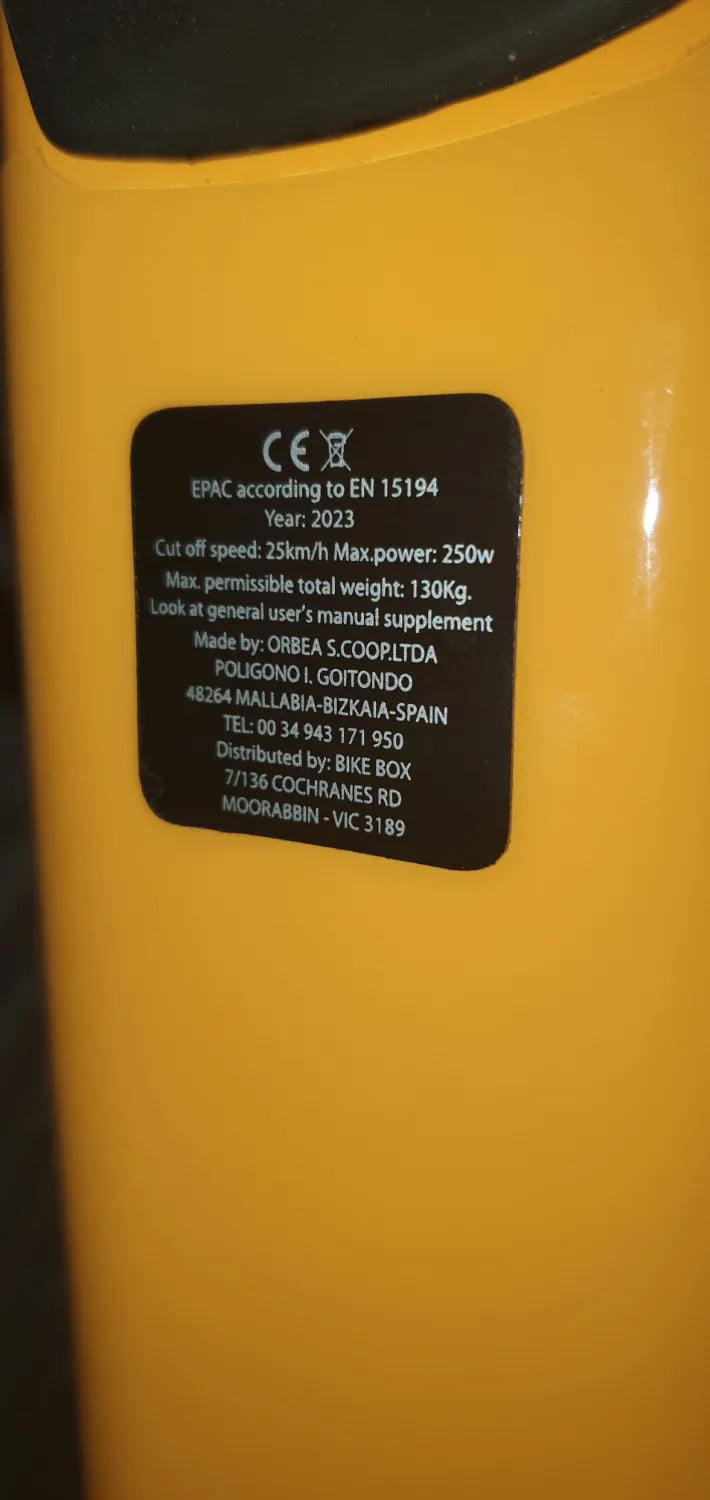 CE
EPAC according to EN 15194
Year: 2023
Cut off speed: 25km/h Max.power: 250w
Max. permissible total weight: 130Kg.
Look at general user's manual supplement
Made by: ORBEA S.COOP.LTDA
POLIGONO I. GOITONDO
48264 MALLABIA-BIZKAIA-SPAIN
TEL: 00 34 943 171 950
Distributed by: BIKE BOX
7/136 COCHRANES RD
MOORABBIN - VIC 3189